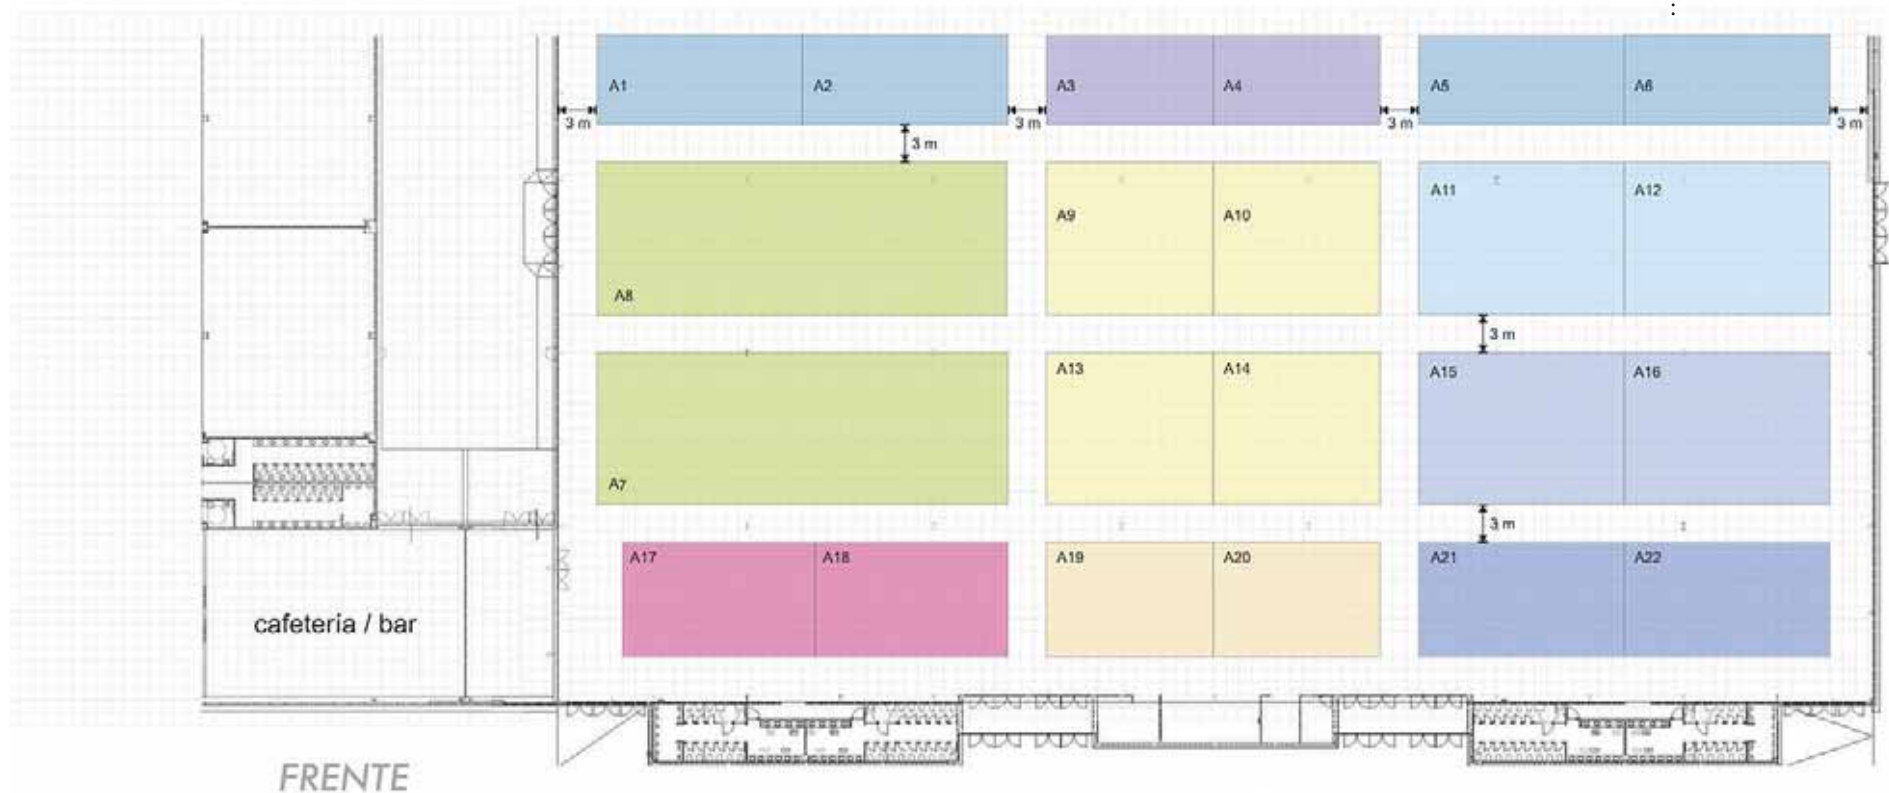 :
A1
A2
A3
A4
A5
A6
3 m
3 m
3 m
3 m
3 m
A8
A9
A10
A11
A12
3 m
A7
A13
A14
A15
A16
3 m
A17
A18
A19
A20
A21
A22
cafeteria / bar
FRENTE